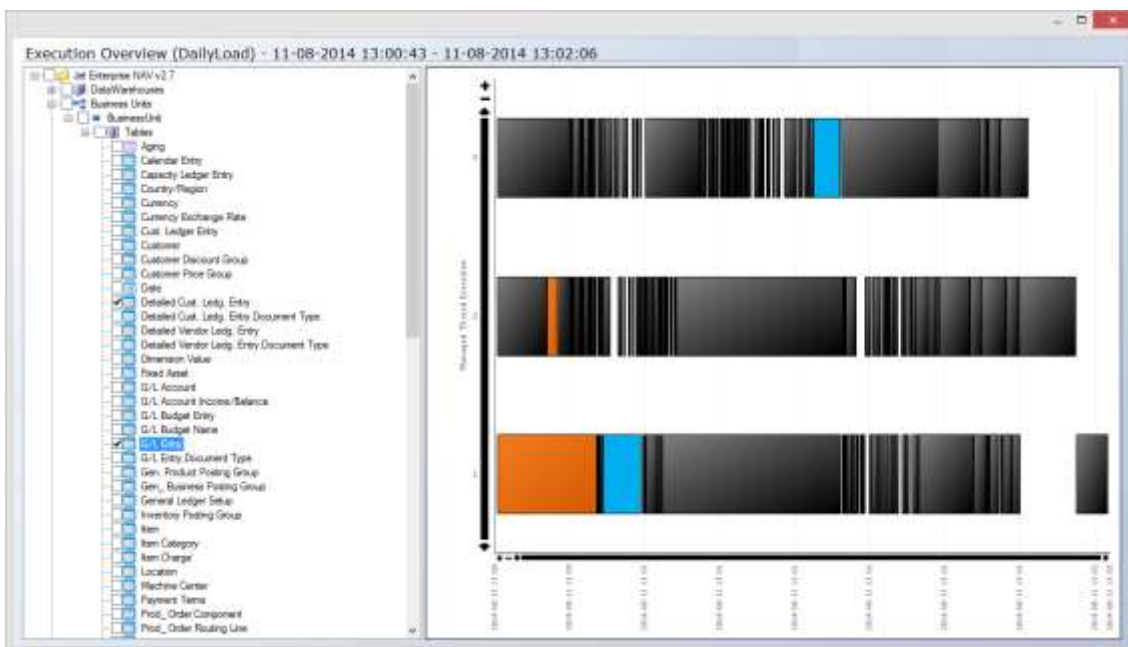 Execution Overview (DailyLoad) - 11-08-2014 13:00:43 - 11-08-2014 13:02:06
Jet Enterprise NAV v2.7
DataWarehouses
Business Units
BusinessUnit
Tables
Aging
Calendar Entry
Capacity Ledger Entry
Country/Region
Currency
Currency Exchange Rate
Cust. Ledger Entry
Customer
Customer Discount Group
Customer Price Group
Date
Detailed Cust. Ledg. Entry
Detailed Cust. Ledg. Entry Document Type
Detailed Vendor Ledg. Entry
Detailed Vendor Ledg. Entry Document Type
Dimension Value
Fixed Asset
G/L Account
G/L Account Income/Balance
G/L Budget Entry
G/L Budget Name
G/L Entry
G/L Entry Document Type
Gen. Product Posting Group
Gen_ Business Posting Group
General Ledger Setup
Inventory Posting Group
Item
Item Category
Item Charge
Location
Machine Center
Payment Terms
Prod_ Order Component
Prod_ Order Routing Line
Managed Thread Execution